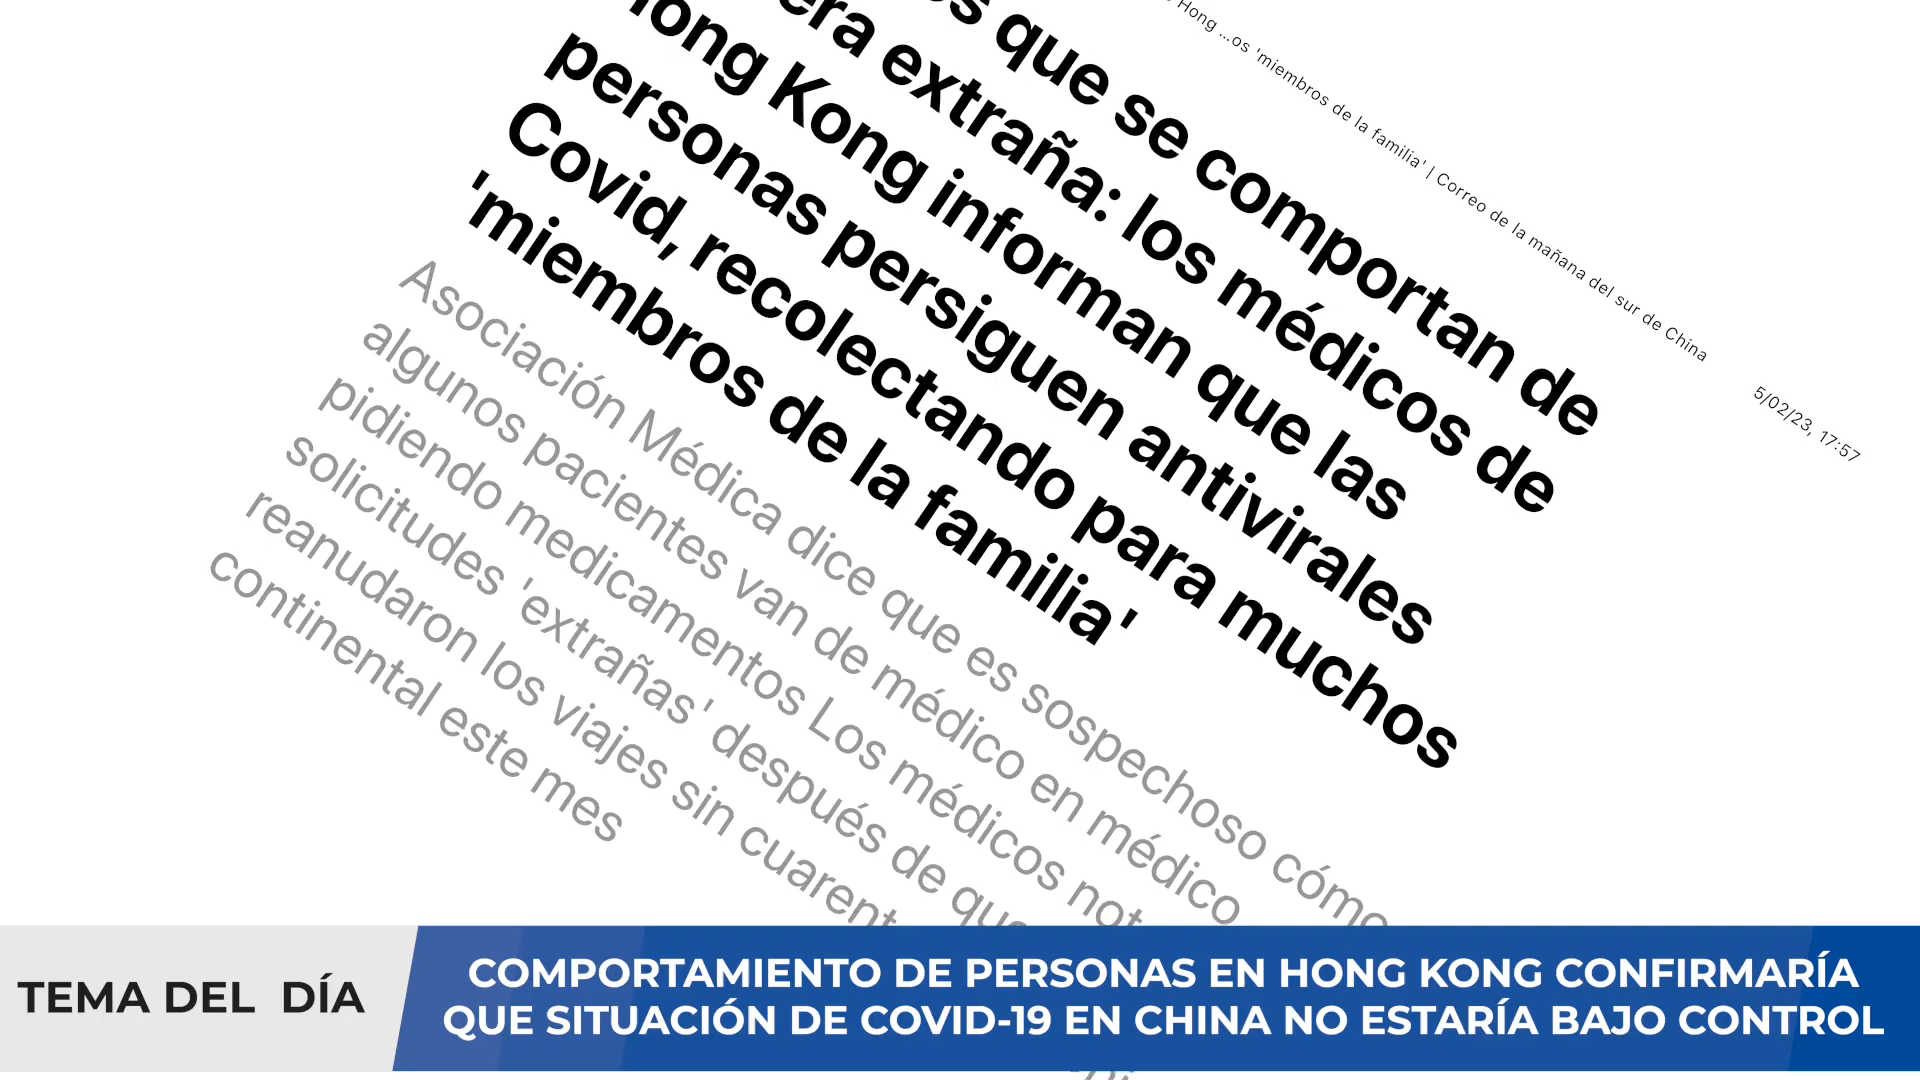 Hong ...os 'miembros de la familia' | Correo de la mañana del sur de China
5/02/23, 17:57
que se comportan de
era extraña: los médicos de
Hong Kong informan que las
personas persiguen antivirales
Covid, recolectando para muchos
'miembros de la familia'
Asociación Médica dice que es sospechoso cómo
algunos pacientes van de médico en médico
pidiendo medicamentos Los médicos not
solicitudes 'extrañas' después de que
reanudaron los viajes sin cuarent
continental este mes
TEMA DEL DÍA
COMPORTAMIENTO DE PERSONAS EN HONG KONG CONFIRMARÍA
QUE SITUACIÓN DE COVID-19 EN CHINA NO ESTARÍA BAJO CONTROL